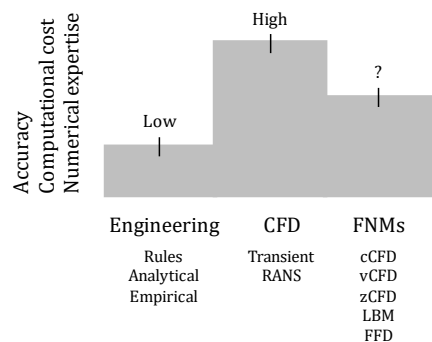 Accuracy
Computational cost
Numerical expertise
Low
High
?
Engineering
Rules
Analytical
Empirical
CFD
Transient
RANS
FNMs
cCFD
vCFD
zCFD
LBM
FFD